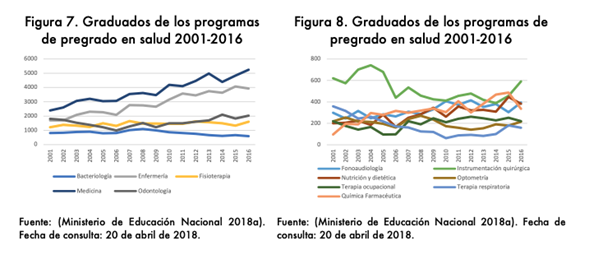 Figura 7. Graduados de los programas
de pregrado en salud 2001-2016
6000
5000
4000
3000
2000
1000
0
2001
2002
2003
2004
2005
2006
2007
2008
2009
2010
2011
2012
2013
2014
2015
2016
Bacteriología
Enfermería
Fisioterapia
Medicina
Odontología
Fuente: (Ministerio de Educación Nacional 2018a).
Fecha de consulta: 20 de abril de 2018.
Figura 8. Graduados de los programas de
pregrado en salud 2001-2016
800
600
400
200
0
2001
2002
2003
2004
2005
2006
2007
2008
2009
2010
2011
2012
2013
2014
2015
2016
Fonoaudiología
Instrumentación quirúrgica
Nutrición y dietética
Optometría
Terapia ocupacional
Terapia respiratoria
Química Farmacéutica
Fuente: (Ministerio de Educación Nacional 2018a). Fecha de
consulta: 20 de abril de 2018.